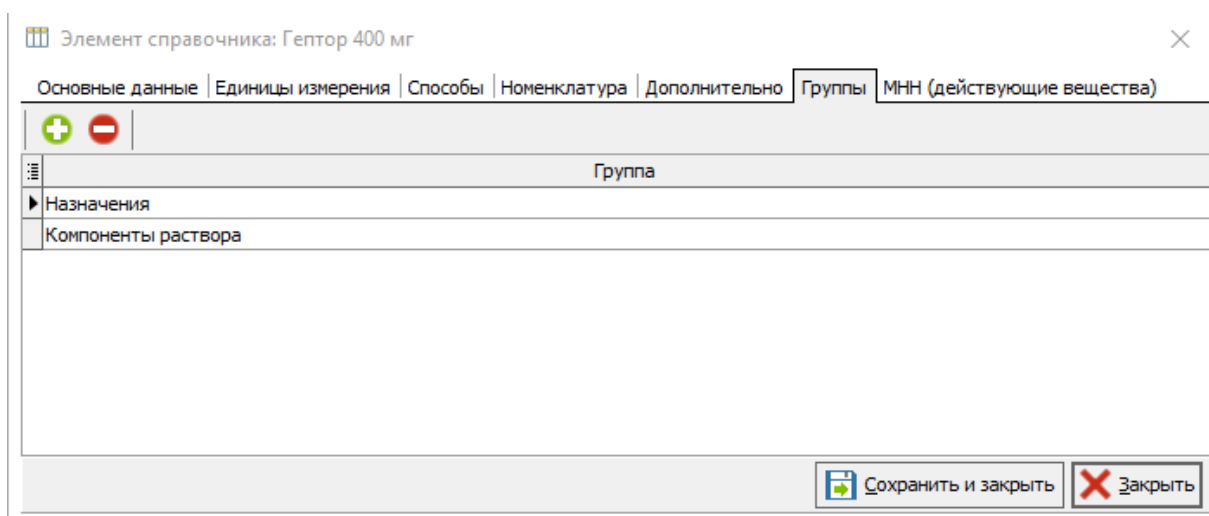 Элемент справочника: Гептор 400 мг
Основные данные Единицы измерения Способы Номенклатура Дополнительно Группы МНН (действующие вещества)
Группа
Назначения
Компоненты раствора
Сохранить и закрыть Закрыть